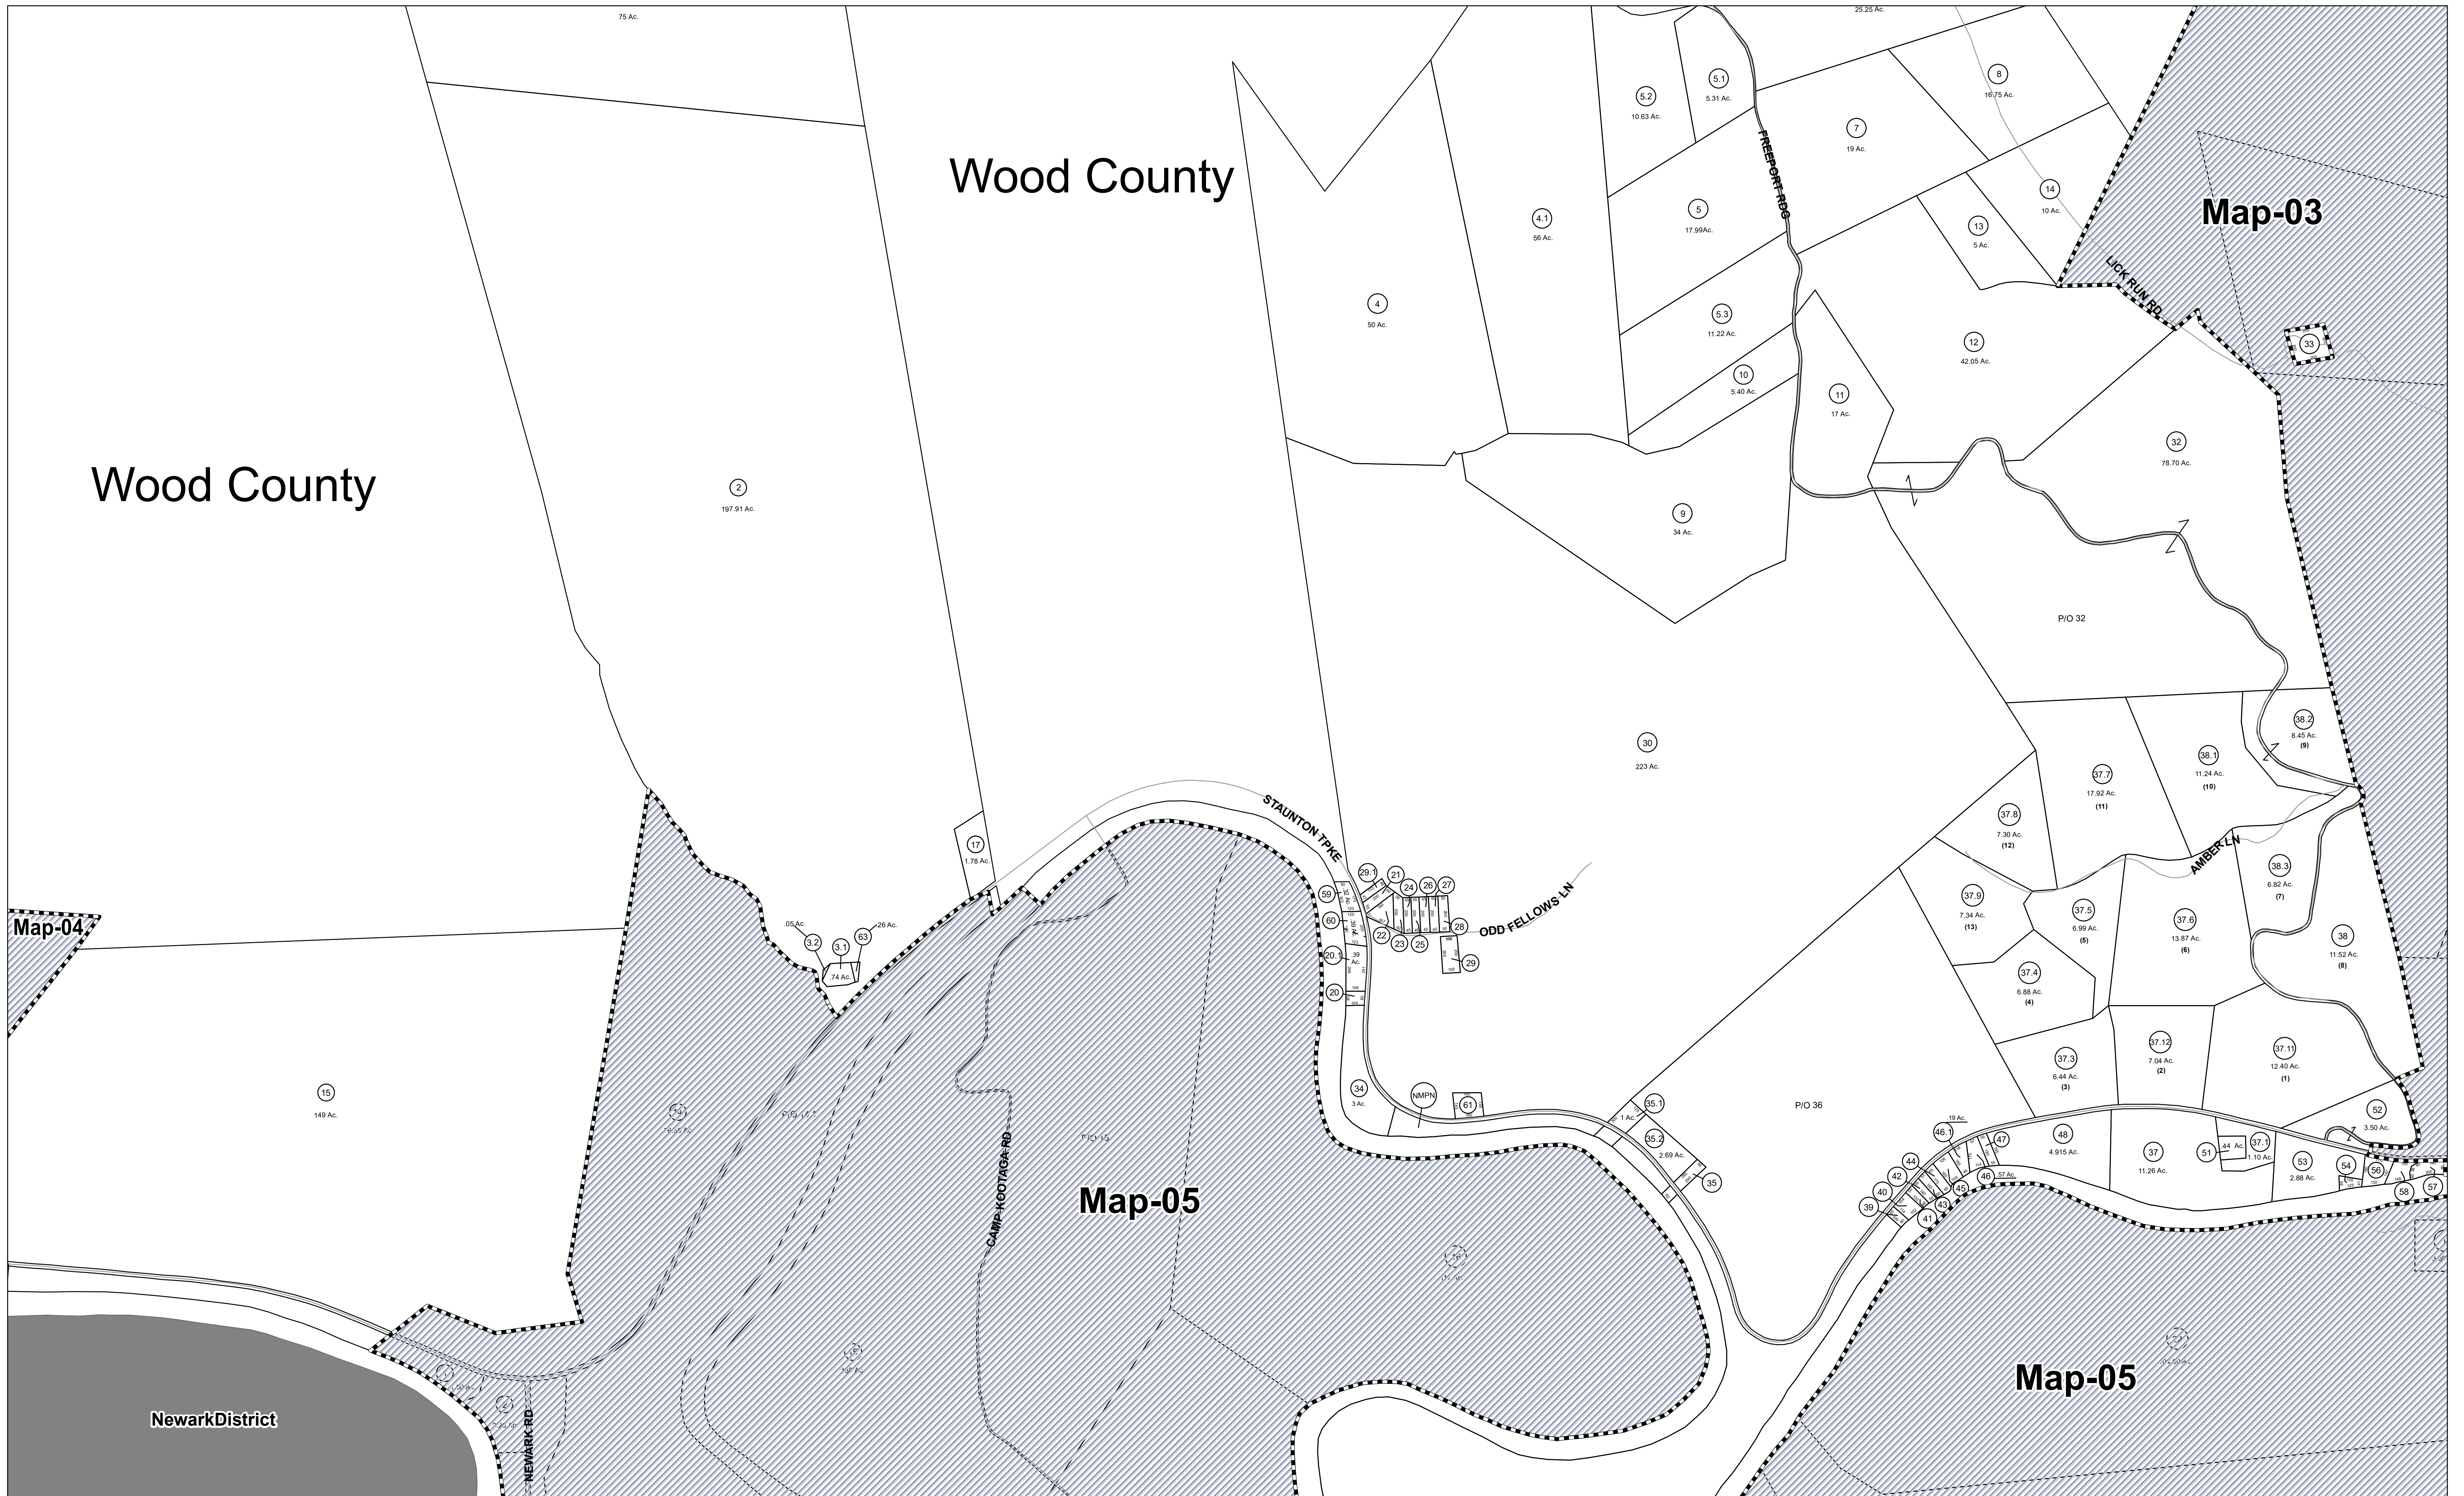 75 Ac.
25.25 Ac.
8
16.75 Ac.
5.1
5.31 Ac.
5.2
10.63 Ac.
7
19 Ac.
FREEPORT RDG
Wood County
14
10 Ac.
Map-03
5
17.99Ac.
4.1
56 Ac.
13
5 Ac.
LICK RUN RD
4
50 Ac.
5.3
11.22 Ac.
12
42.05 Ac.
33
10
5.40 Ac.
11
17 Ac.
32
78.70 Ac.
Wood County
2
197.91 Ac.
9
34 Ac.
P/O 32
30
223 Ac.
38.2
8.45 Ac.
(9)
38.1
11.24 Ac.
(10)
37.7
17.92 Ac.
(11)
37.8
7.30 Ac.
(12)
STAUNTON TPKE
17
1.78 Ac.
AMBER LN
38.3
6.82 Ac.
(7)
29.1
21
24
26
27
59
60
22
23
25
28
29
20.1
.39
Ac.
20
ODD FELLOWS LN
37.9
7.34 Ac.
(13)
37.5
6.99 Ac.
(5)
37.6
13.87 Ac.
(6)
38
11.52 Ac.
(8)
37.4
6.88 Ac.
(4)
Map-04
.05 Ac.
3.2
3.1
63
.26 Ac.
.74 Ac.
37.12
7.04 Ac.
(2)
37.11
12.40 Ac.
(1)
37.3
6.44 Ac.
(3)
15
149 Ac.
34
3 Ac.
NMPN
61
35.1
1 Ac.
35.2
2.69 Ac.
35
P/O 36
.19 Ac.
46.1
47
48
4.915 Ac.
37
11.26 Ac.
51
.44 Ac.
37.1
1.10 Ac.
52
3.50 Ac.
53
2.88 Ac.
54
56
57
58
44
42
40
39
41
43
45
46
.57 Ac.
CAMP KOOTAGA RD
Map-05
Map-05
NewarkDistrict
NEWARK RD